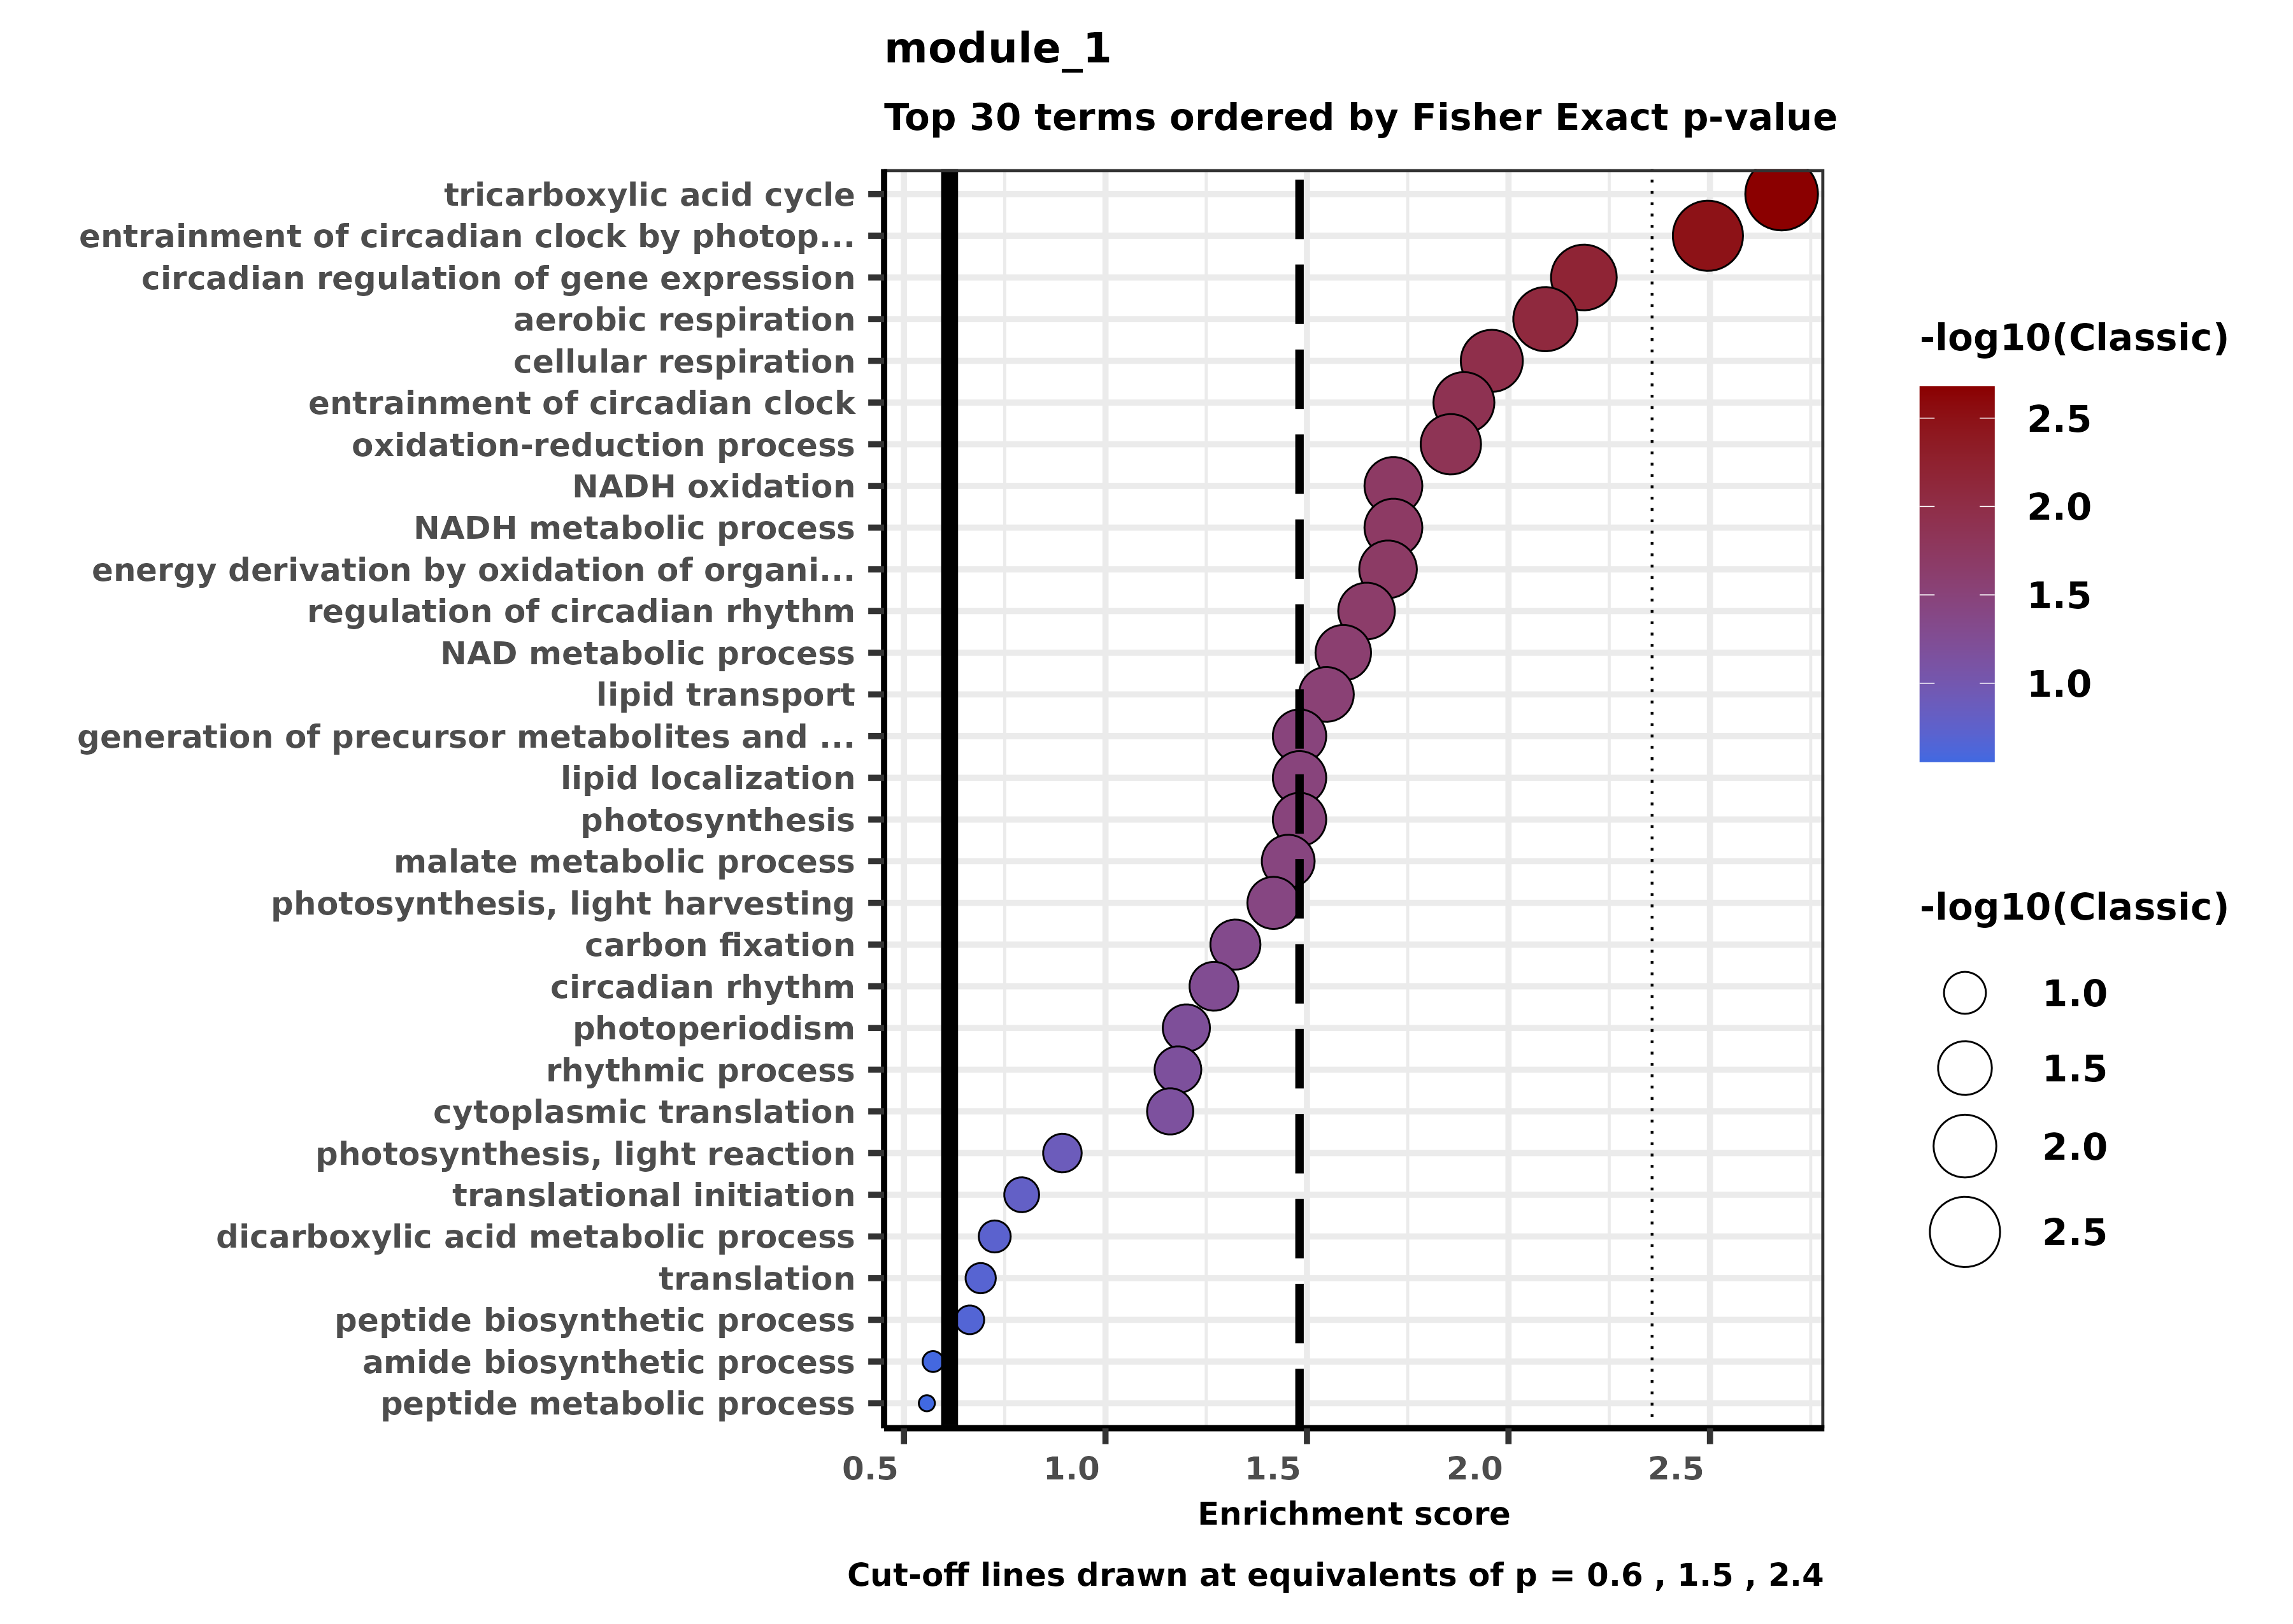 module_1
Top 30 terms ordered by Fisher Exact p-value
tricarboxylic acid cycle
entrainment of circadian clock by photop...
circadian regulation of gene expression
aerobic respiration
cellular respiration
entrainment of circadian clock
oxidation-reduction process
NADH oxidation
NADH metabolic process
energy derivation by oxidation of organi...
regulation of circadian rhythm
NAD metabolic process
lipid transport
generation of precursor metabolites and ...
lipid localization
photosynthesis
malate metabolic process
photosynthesis, light harvesting
carbon fixation
circadian rhythm
photoperiodism
rhythmic process
cytoplasmic translation
photosynthesis, light reaction
translational initiation
dicarboxylic acid metabolic process
translation
peptide biosynthetic process
amide biosynthetic process
peptide metabolic process
0.5 1.0 1.5 2.0 2.5
Enrichment score
Cut-off lines drawn at equivalents of p = 0.6 , 1.5 , 2.4
-log10(Classic)
2.5
2.0
1.5
1.0
-log10(Classic)
1.0
1.5
2.0
2.5